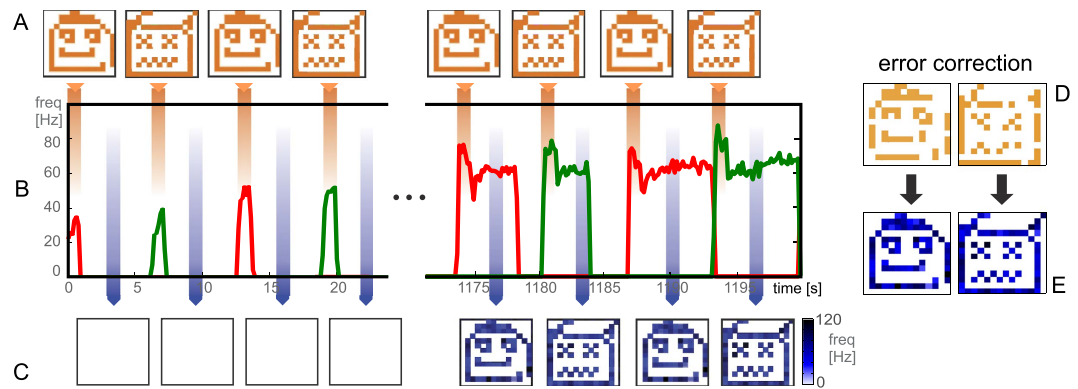 A
error correction
D
freq
[Hz]
80
60
B
40
20
0
0 5 10 15 20
1175 1180 1185 1190 1195
time [s]
E
C
120
freq
[Hz]
0